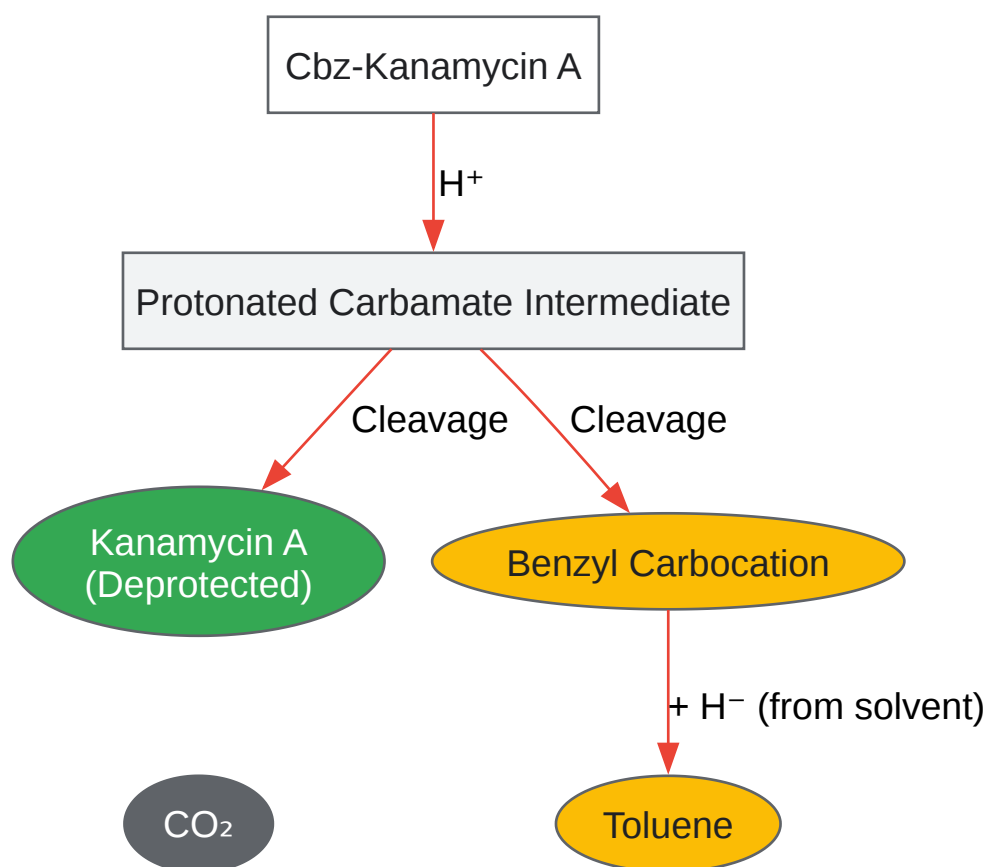 Cbz-Kanamycin A
H⁺
Protonated Carbamate Intermediate
Cleavage
Cleavage
Kanamycin A
(Deprotected)
Benzyl Carbocation
+ H⁻ (from solvent)
CO₂
Toluene